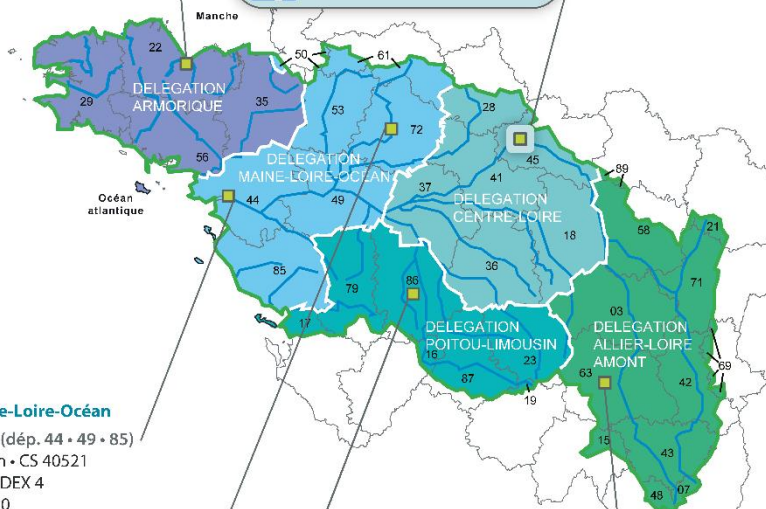 Manche
50
61
22
28
DELEGATION
ARMORIQUE
29
35
53
72
56
45
DELEGATION
MAINE-LOIRE-OCEAN
89
41
37
Océan
atlantique
44
49
DELEGATION
CENTRE-LOIRE
58
21
18
85
36
71
79
86
03
17
DELEGATION
POITOU-LIMOUSIN
DELEGATION
ALLIER-LOIRE
AMONT
16
23
69
63
87
42
19
e-Loire-Océan
(dép. 44 • 49 • 85)
n • CS 40521
DEX 4
0
15
43
48
07